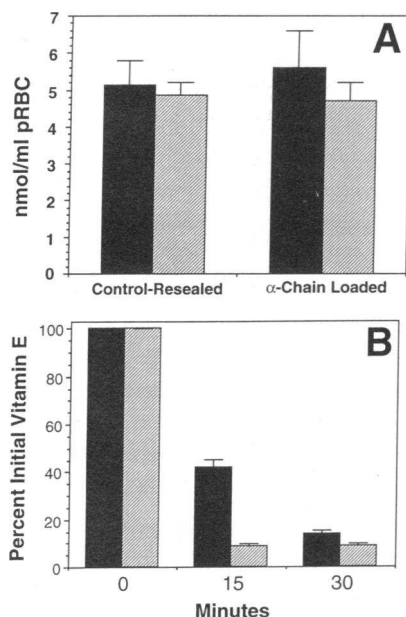 A
nmol/ml pRBC
7
6
5
4
3
2
1
0
Control-Resealed
α-Chain Loaded
B
Percent Initial Vitamin E
100
80
60
40
20
0
0
15
30
Minutes